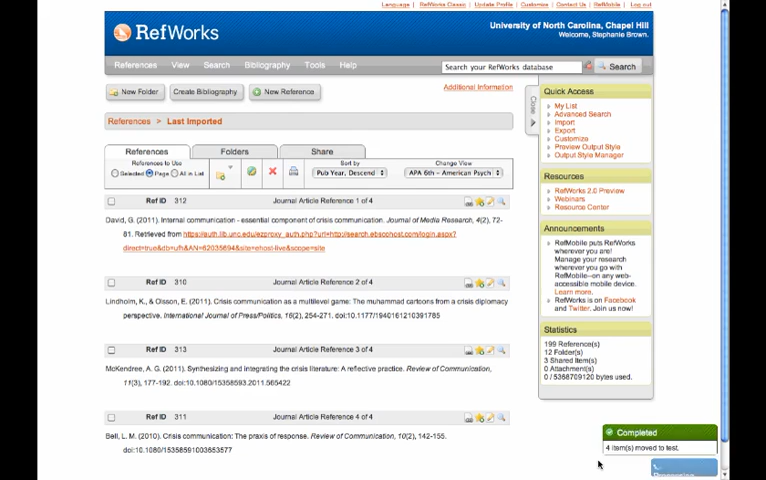 Language | RefWorks Classic | Update Profile | Customize | Contact Us | RefMobile | Log out
RefWorks
University of North Carolina, Chapel Hill
Welcome, Stephanie Brown.
References View Search Bibliography Tools Help
Search your RefWorks database
Search
New Folder
Create Bibliography
New Reference
Additional Information
References > Last Imported
References
Folders
Share
References to Use
Selected Page All in List
Sort by
Pub Year, Descend
Change View
APA 6th - American Psych
Ref ID 312 Journal Article Reference 1 of 4
David, G. (2011). Internal communication - essential component of crisis communication. Journal of Media Research, 4(2), 72-
81. Retrieved from https://auth.lib.unc.edu/ezproxy_auth.php?url=http://search.ebscohost.com/login.aspx?
direct=true&db=ufh&AN=62035694&site=ehost-live&scope=site
Ref ID 310 Journal Article Reference 2 of 4
Lindholm, K., & Olsson, E. (2011). Crisis communication as a multilevel game: The muhammad cartoons from a crisis diplomacy
perspective. International Journal of Press/Politics, 16(2), 254-271. doi:10.1177/1940161210391785
Ref ID 313 Journal Article Reference 3 of 4
McKendree, A. G. (2011). Synthesizing and integrating the crisis literature: A reflective practice. Review of Communication,
11(3), 177-192. doi:10.1080/15358593.2011.565422
Ref ID 311 Journal Article Reference 4 of 4
Bell, L. M. (2010). Crisis communication: The praxis of response. Review of Communication, 10(2), 142-155.
doi:10.1080/15358591003653577
Close
Quick Access
My List
Advanced Search
Import
Export
Customize
Preview Output Style
Output Style Manager
Resources
RefWorks 2.0 Preview
Webinars
Resource Center
Announcements
RefMobile puts RefWorks
wherever you are!
Manage your research
wherever you go with
RefMobile--on any web-
accessible mobile device.
Learn more.
RefWorks is on Facebook
and Twitter. Join us now!
Statistics
199 Reference(s)
12 Folder(s)
3 Shared Item(s)
0 Attachment(s)
0 / 5368709120 bytes used.
Completed
4 item(s) moved to test.